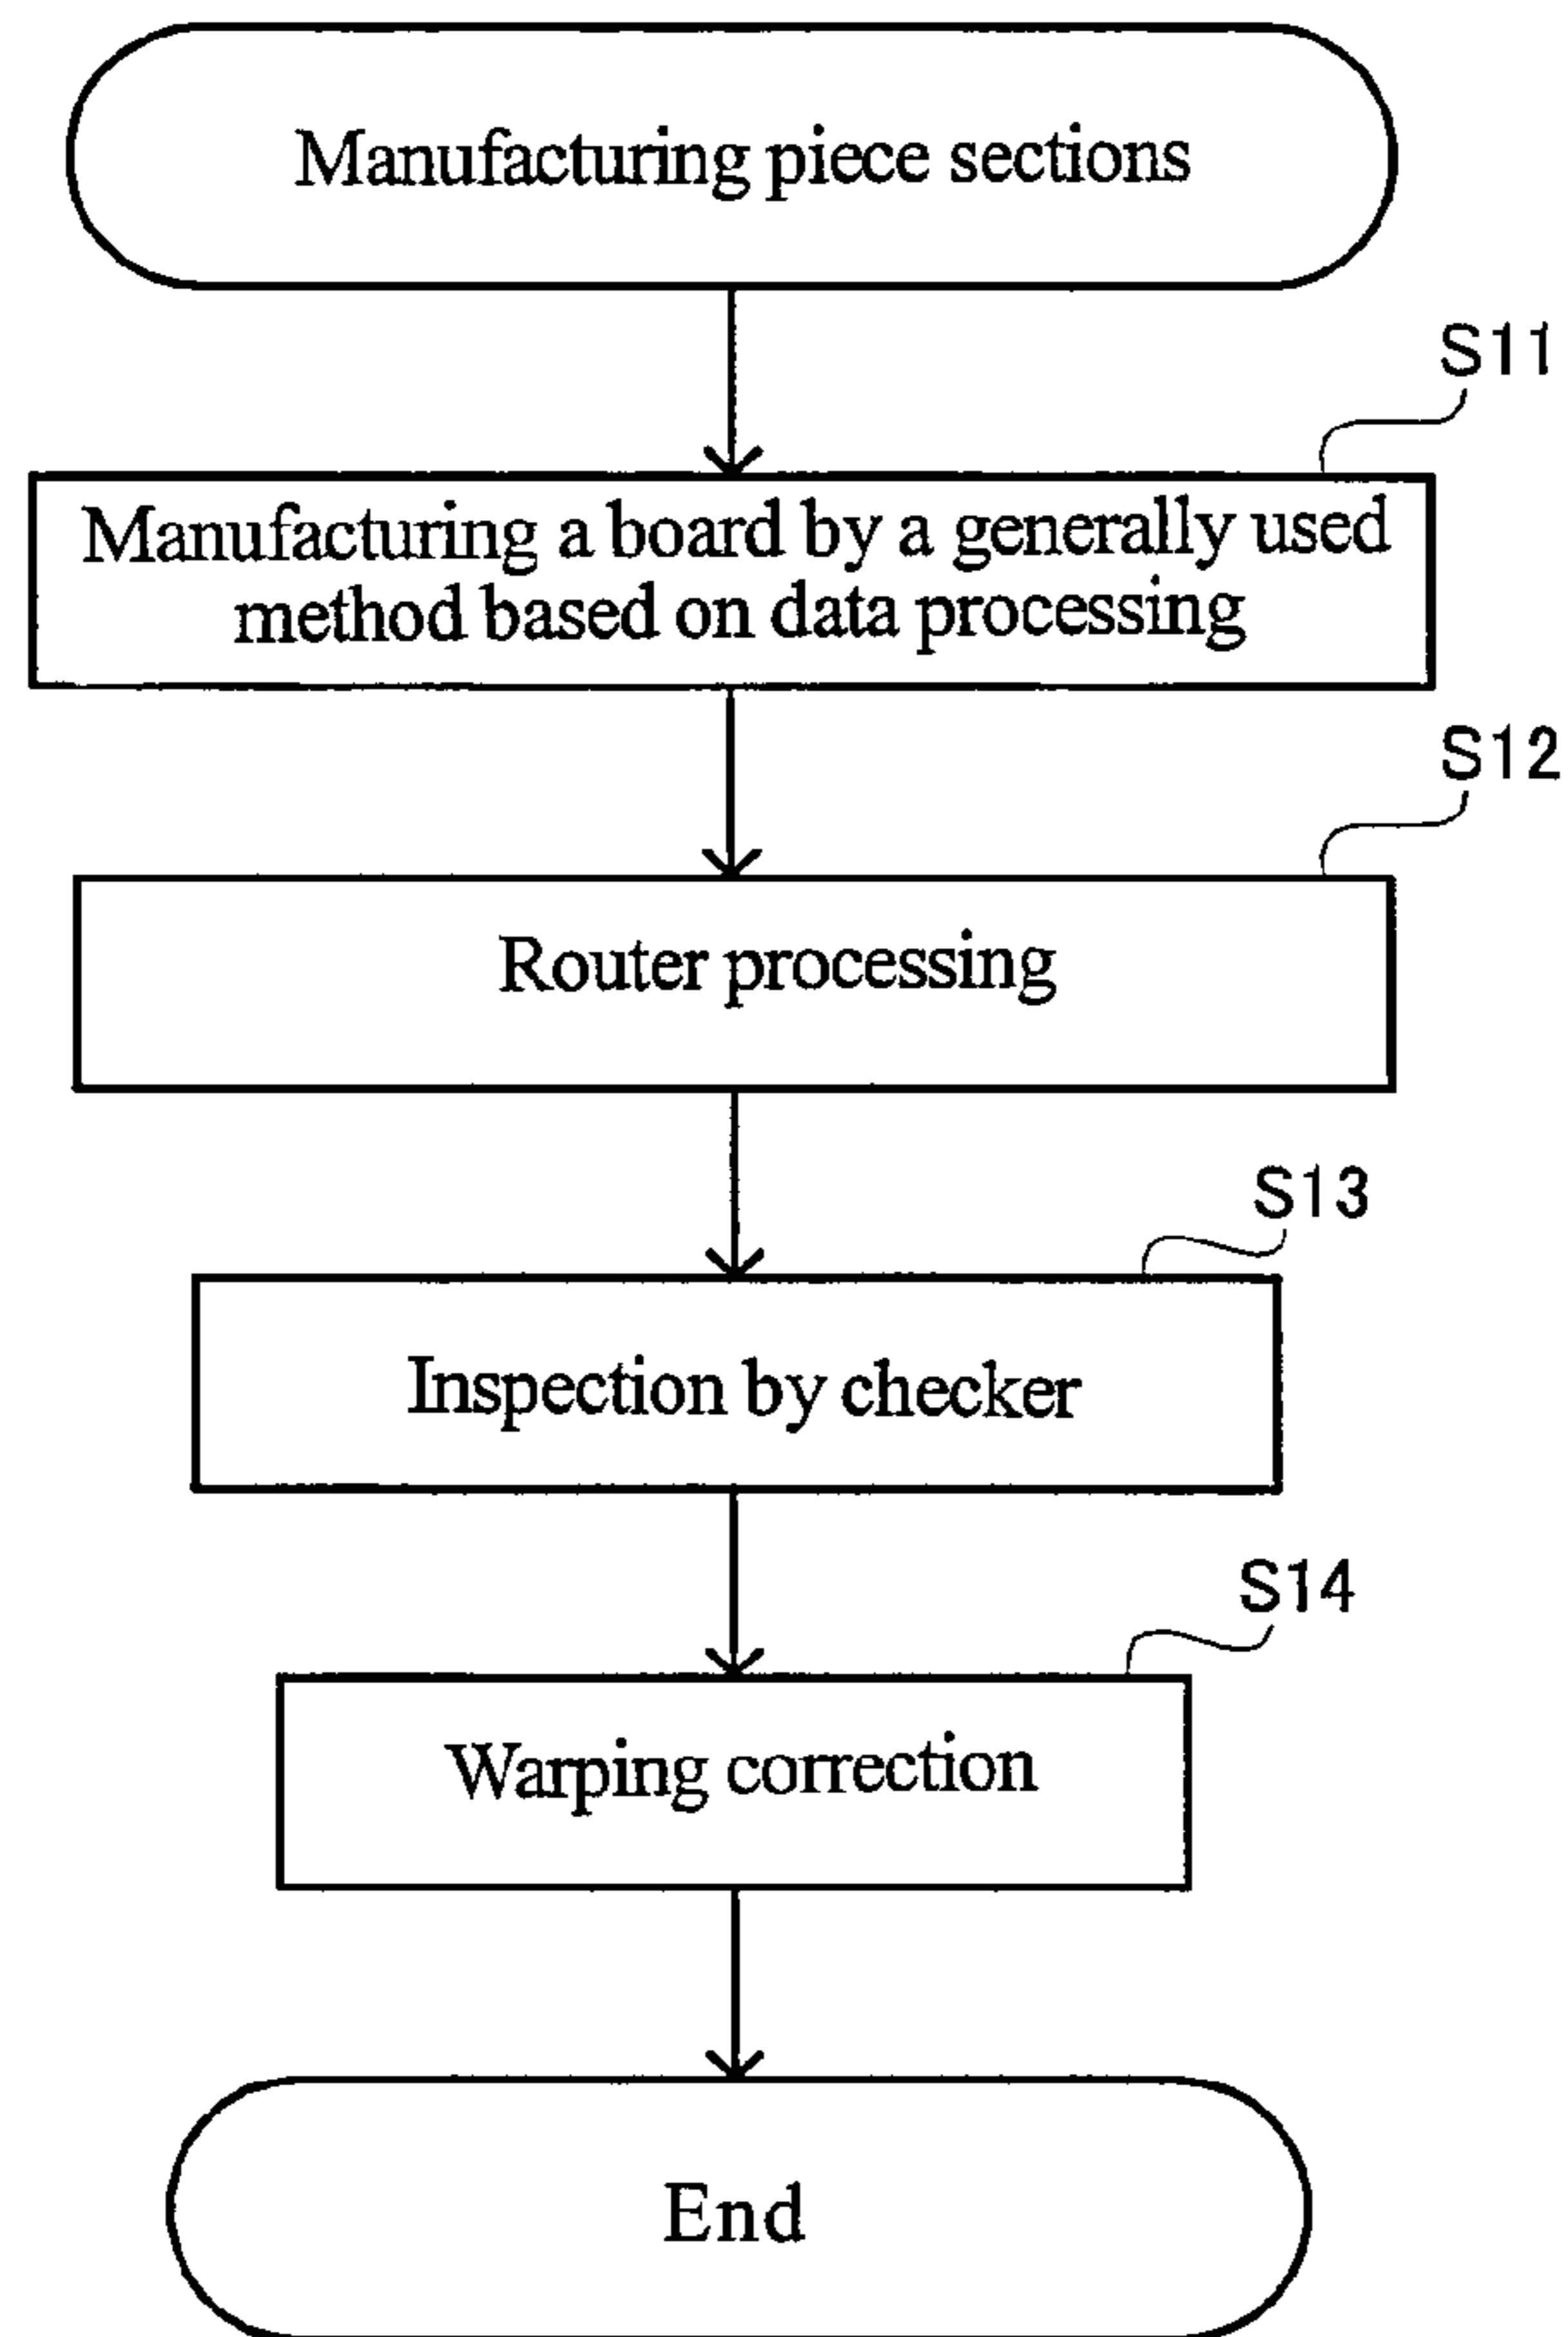 Manufacturing piece sections
S11
Manufacturing a board by a generally used
method based on data processing
S12
Router processing
S13
Inspection by checker
S14
Warping correction
End